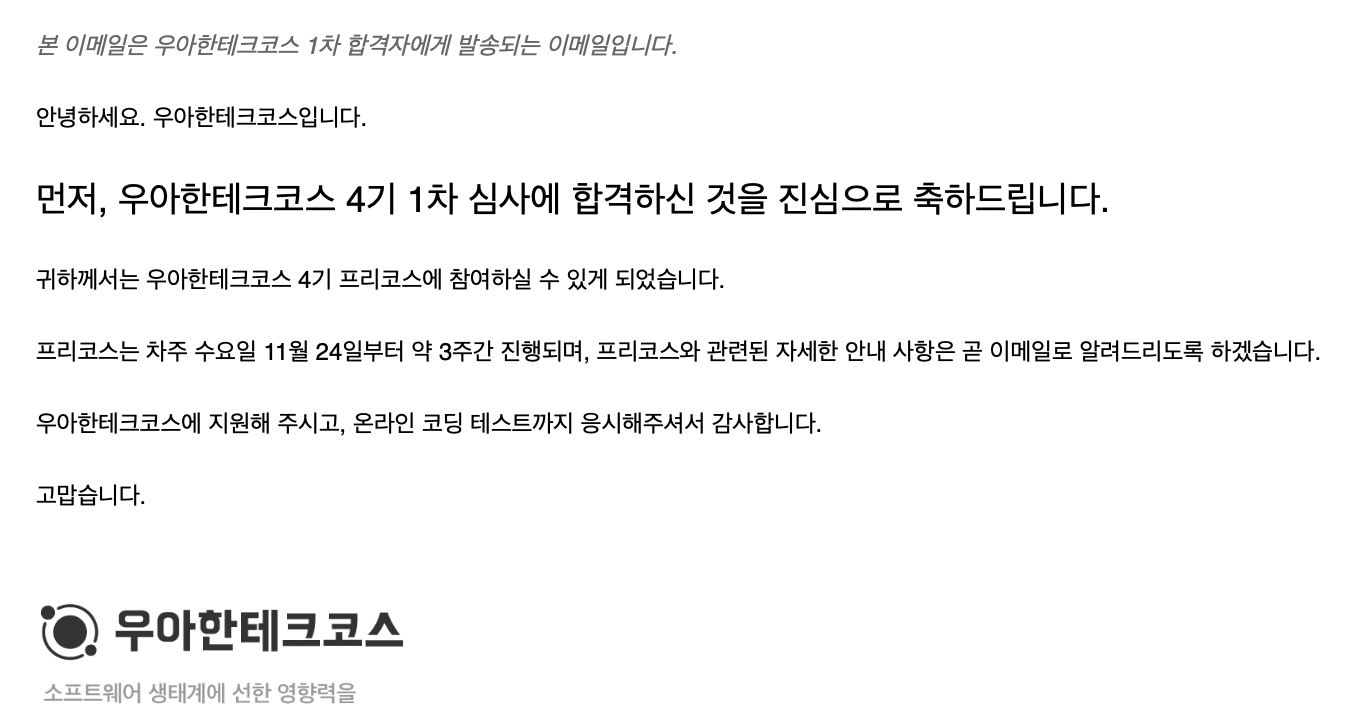 본 이메일은 우아한테크코스 1차 합격자에게 발송되는 이메일입니다.
안녕하세요. 우아한테크코스입니다.
먼저, 우아한테크코스 4기 1차 심사에 합격하신 것을 진심으로 축하드립니다.
귀하께서는 우아한테크코스 4기 프리코스에 참여하실 수 있게 되었습니다.
프리코스는 차주 수요일 11월 24일부터 약 3주간 진행되며, 프리코스와 관련된 자세한 안내 사항은 곧 이메일로 알려드리도록 하겠습니다.
우아한테크코스에 지원해 주시고, 온라인 코딩 테스트까지 응시해주셔서 감사합니다.
고맙습니다.
우아한테크코스
소프트웨어 생태계에 선한 영향력을